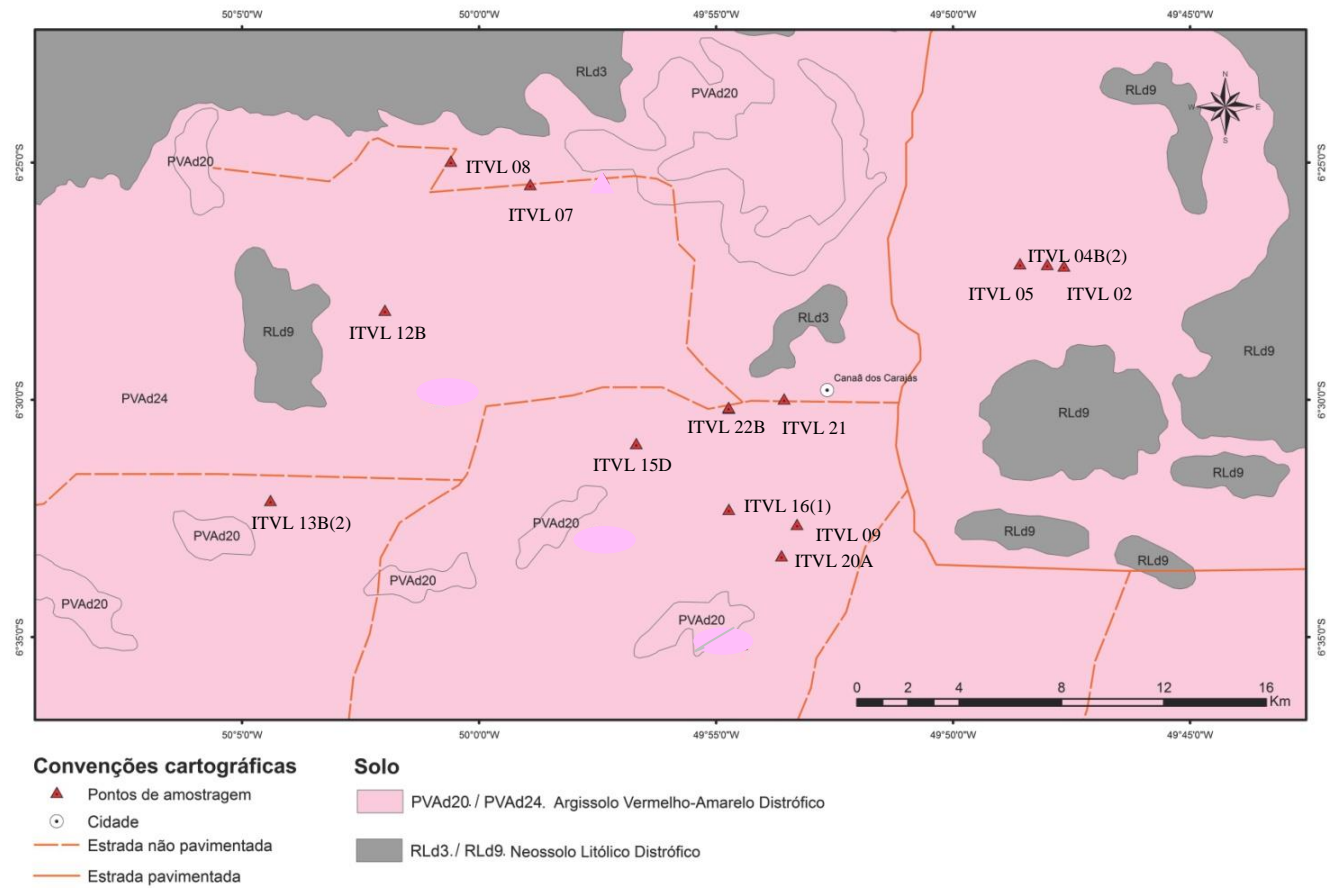 50°5'0"W 50°0'0"W 49°55'0"W 49°50'0"W 49°45'0"W
RLd3
PVAd20
RLd9
N
W E
S
6°25'0"S
PVAd20
ITVL 08
6°25'0"S
ITVL 07
ITVL 04B(2)
ITVL 05
ITVL 02
RLd9
ITVL 12B
RLd3
RLd9
Canaã dos Carajás
6°30'0"S
PVAd24
6°30'0"S
RLd9
ITVL 22B
ITVL 21
ITVL 15D
RLd9
ITVL 16(1)
ITVL 13B(2)
PVAd20
PVAd20
ITVL 09
RLd9
ITVL 20A
RLd9
PVAd20
PVAd20
PVAd20
6°35'0"S
6°35'0"S
0 2 4 8 12 16
Km
50°5'0"W 50°0'0"W 49°55'0"W 49°50'0"W 49°45'0"W
Convenções cartográficas
Pontos de amostragem
Cidade
Estrada não pavimentada
Estrada pavimentada
Solo
PVAd20./ PVAd24. Argissolo Vermelho-Amarelo Distrófico
RLd3./ RLd9. Neossolo Litólico Distrófico